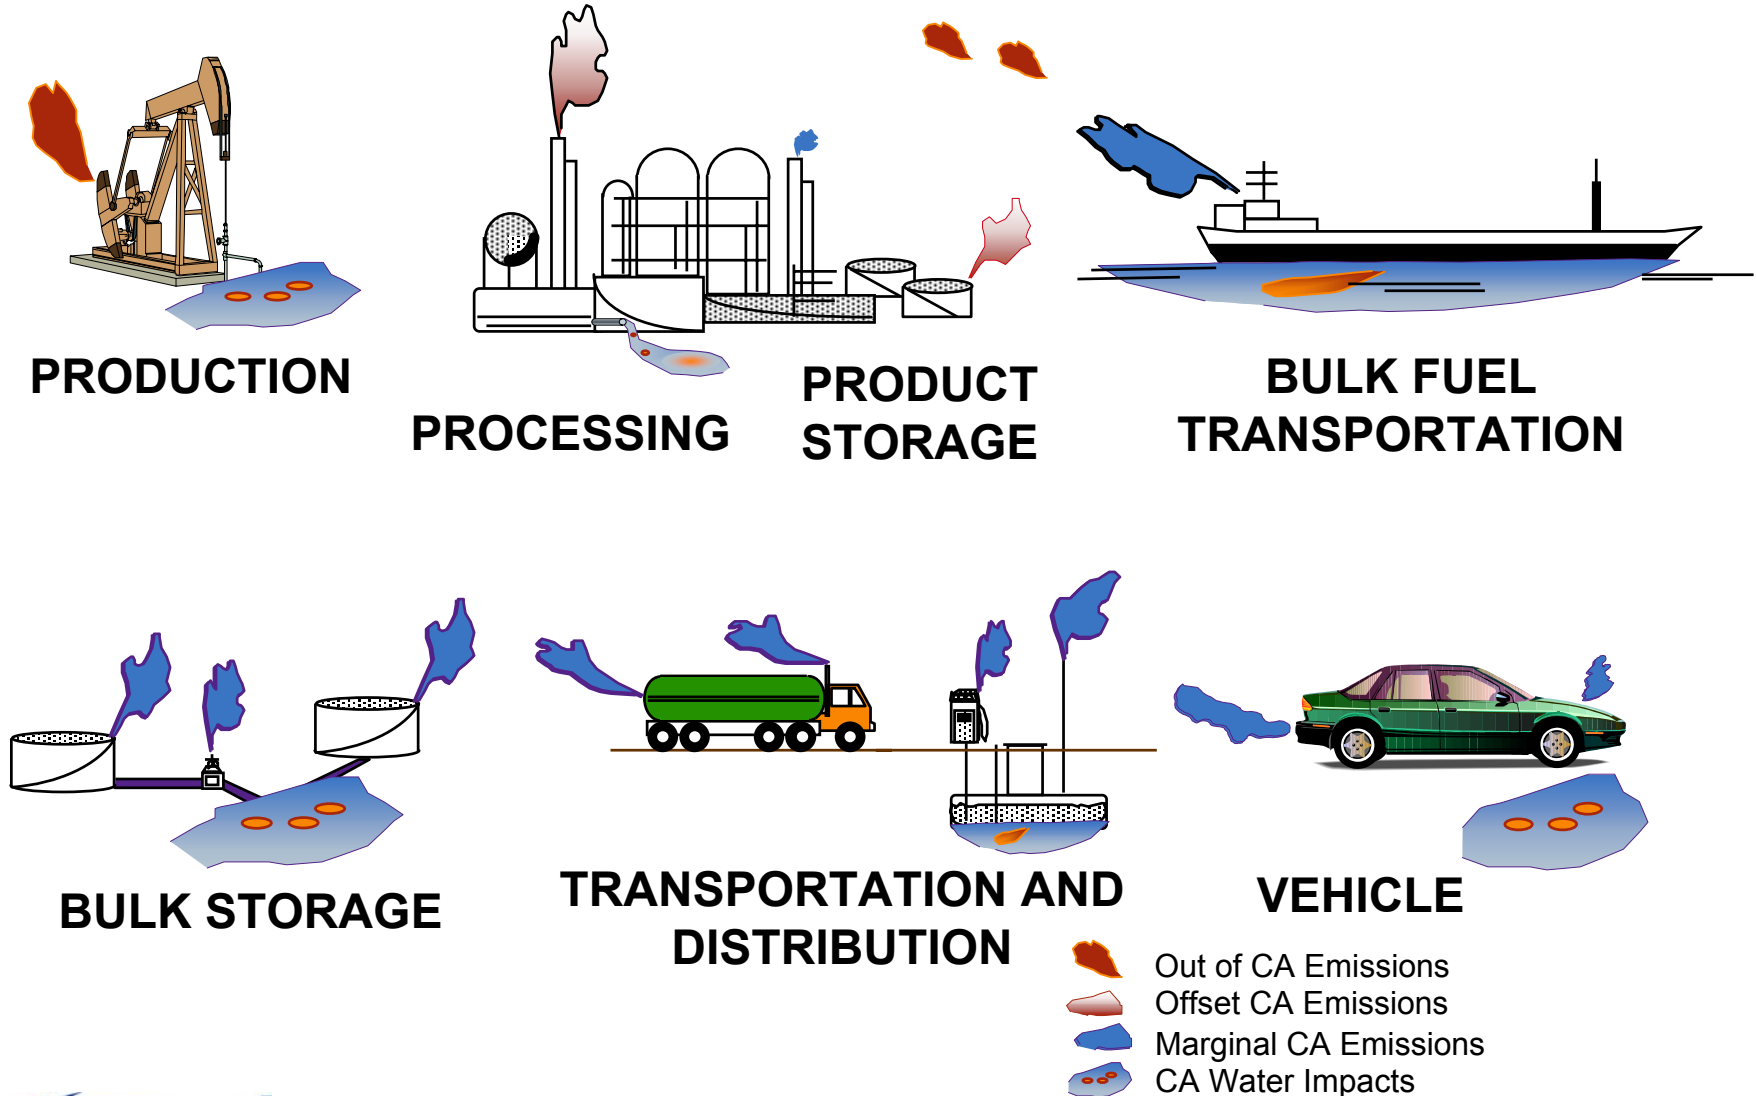 PRODUCTION
PROCESSING
PRODUCT
STORAGE
BULK FUEL
TRANSPORTATION
BULK STORAGE
TRANSPORTATION AND
DISTRIBUTION
VEHICLE
Out of CA Emissions
Offset CA Emissions
Marginal CA Emissions
CA Water Impacts